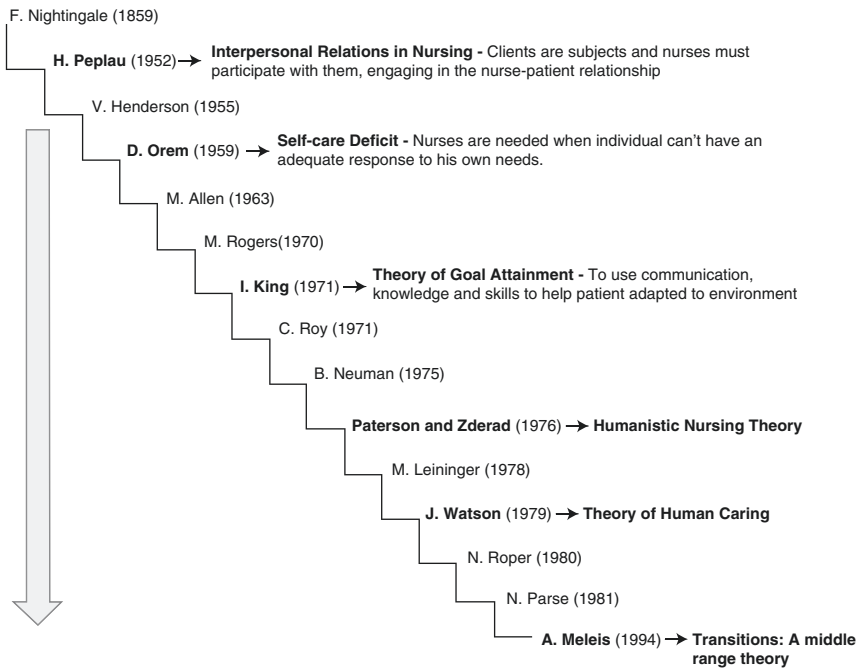 F. Nightingale (1859)
H. Peplau (1952) Interpersonal Relations in Nursing - Clients are subjects and nurses must
participate with them, engaging in the nurse-patient relationship
V. Henderson (1955)
D. Orem (1959) Self-care Deficit - Nurses are needed when individual can't have an
adequate response to his own needs.
M. Allen (1963)
M. Rogers(1970)
I. King (1971) Theory of Goal Attainment - To use communication,
knowledge and skills to help patient adapted to environment
C. Roy (1971)
B. Neuman (1975)
Paterson and Zderad (1976) Humanistic Nursing Theory
M. Leininger (1978)
J. Watson (1979) Theory of Human Caring
N. Roper (1980)
N. Parse (1981)
A. Meleis (1994) Transitions: A middle
range theory